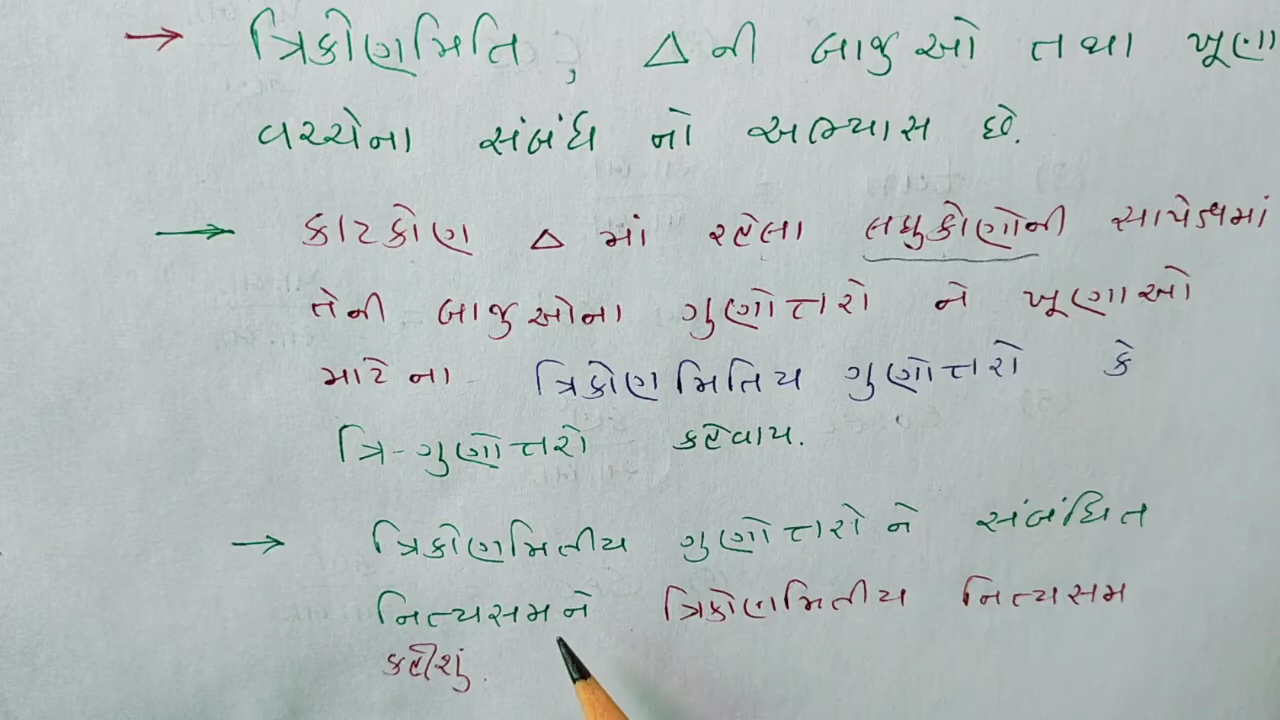 → ત્રિકોણમિતિ, △ ની બાજુઓ તથા ખૂણા
વચ્ચેના સંબંધ નો અભ્યાસ છે.
→ કાટકોણ △ માં રહેલા લઘુકોણોની સાપેક્ષમાં
તેની બાજુઓના ગુણોત્તરો ને ખૂણાઓ
માટેના ત્રિકોણમિતિય ગુણોત્તરો કે
ત્રિ-ગુણોત્તરો કહેવાય.
→ ત્રિકોણમિતીય ગુણોત્તરોને સંબંધિત
નિત્યસમને ત્રિકોણમિતીય નિત્યસમ
કહીશું.